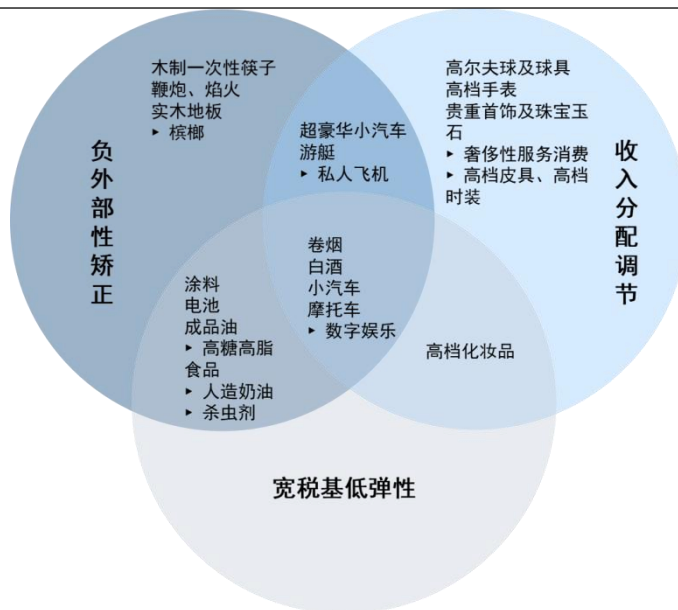 木制一次性筷子
鞭炮、焰火
实木地板
▸ 槟榔
负外部性矫正
超豪华小汽车
游艇
▸ 私人飞机
高尔夫球及球具
高档手表
贵重首饰及珠宝玉
石
▸ 奢侈性服务消费
▸ 高档皮具、高档
时装
收入分配调节
涂料
电池
成品油
▸ 高糖高脂
食品
▸ 人造奶油
▸ 杀虫剂
卷烟
白酒
小汽车
摩托车
▸ 数字娱乐
高档化妆品
宽税基低弹性